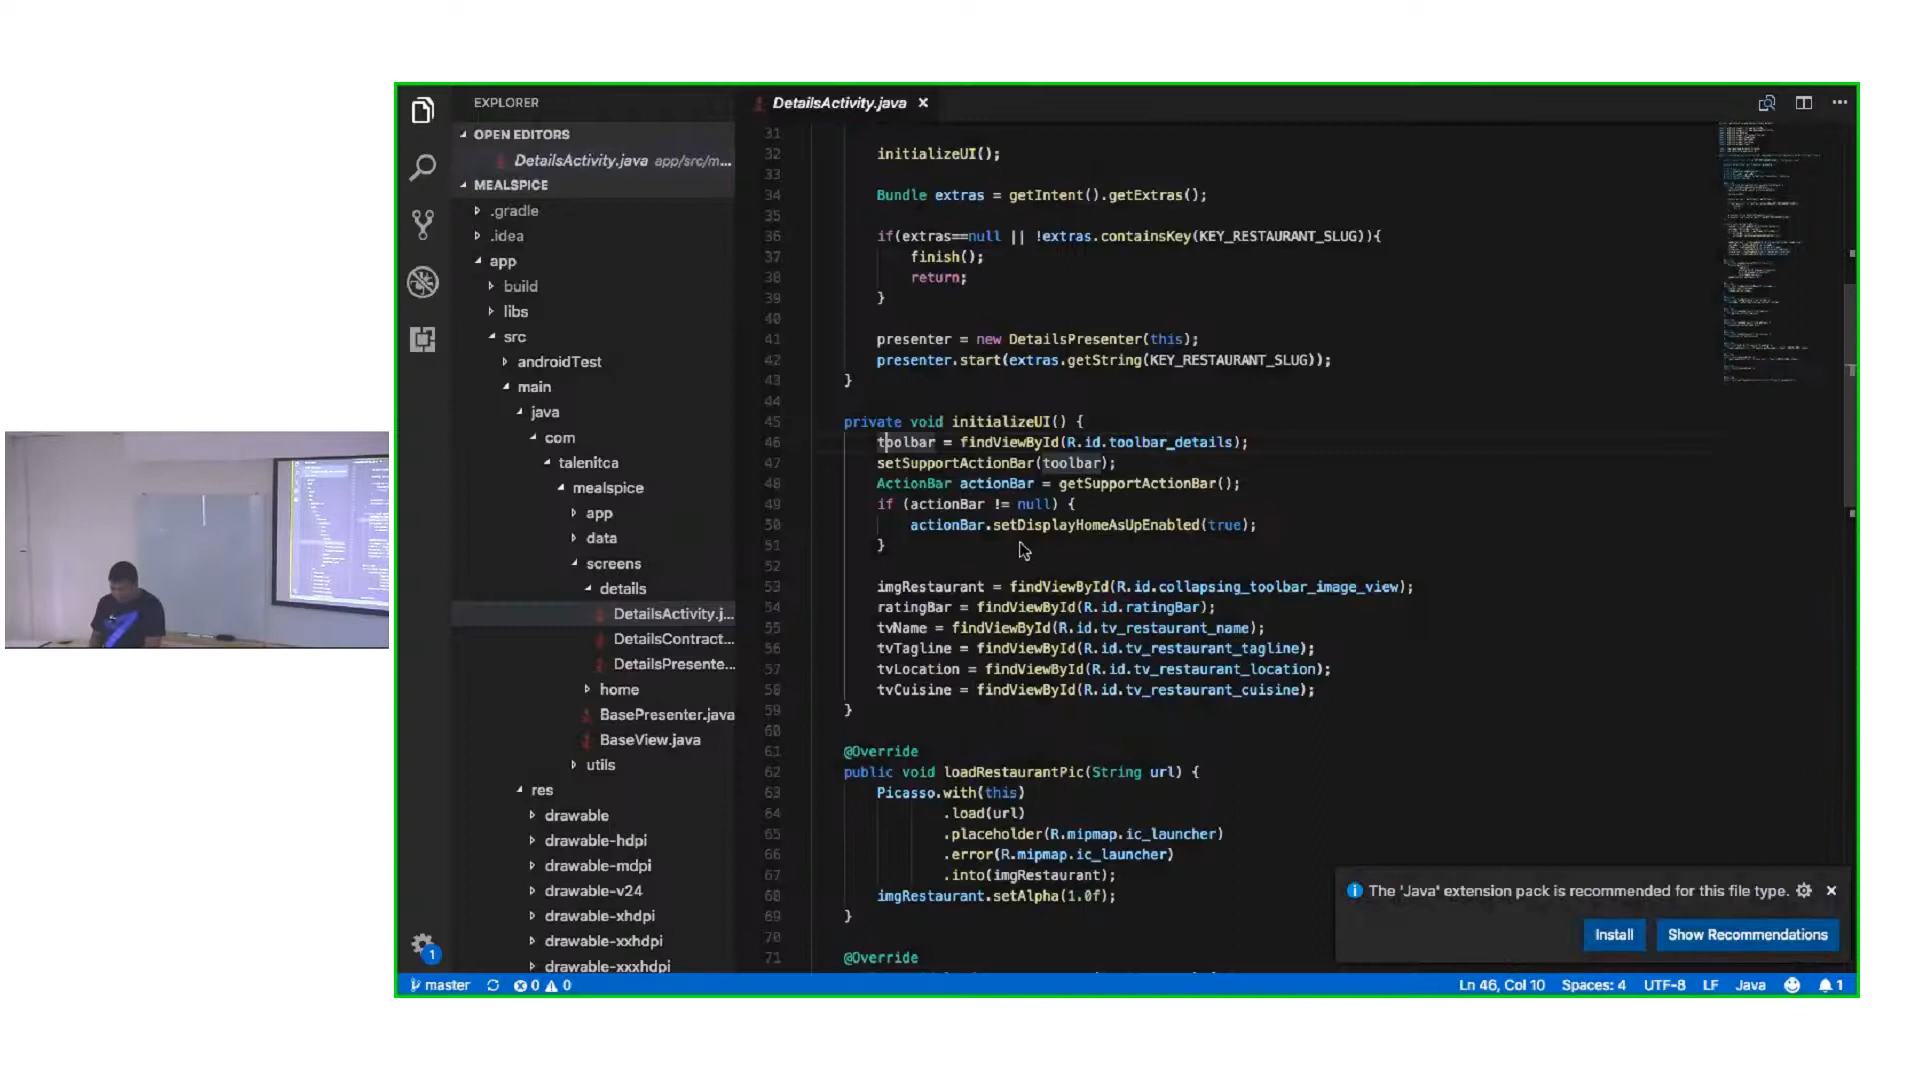 EXPLORER
OPEN EDITORS
DetailsActivity.java app/src/m...
MEALSPICE
.gradle
.idea
app
build
libs
src
androidTest
main
java
com
talenitca
mealspice
app
data
screens
details
DetailsActivity.j...
DetailsContract...
DetailsPresente...
home
BasePresenter.java
BaseView.java
utils
res
drawable
drawable-hdpi
drawable-mdpi
drawable-v24
drawable-xhdpi
drawable-xxhdpi
drawable-xxxhdpi
1
DetailsActivity.java
31
32 initializeUI();
33
34 Bundle extras = getIntent().getExtras();
35
36 if(extras==null || !extras.containsKey(KEY_RESTAURANT_SLUG)){
37 finish();
38 return;
39 }
40
41 presenter = new DetailsPresenter(this);
42 presenter.start(extras.getString(KEY_RESTAURANT_SLUG));
43 }
44
45 private void initializeUI() {
46 toolbar = findViewById(R.id.toolbar_details);
47 setSupportActionBar(toolbar);
48 ActionBar actionBar = getSupportActionBar();
49 if (actionBar != null) {
50 actionBar.setDisplayHomeAsUpEnabled(true);
51 }
52
53 imgRestaurant = findViewById(R.id.collapsing_toolbar_image_view);
54 ratingBar = findViewById(R.id.ratingBar);
55 tvName = findViewById(R.id.tv_restaurant_name);
56 tvTagline = findViewById(R.id.tv_restaurant_tagline);
57 tvLocation = findViewById(R.id.tv_restaurant_location);
58 tvCuisine = findViewById(R.id.tv_restaurant_cuisine);
59 }
60
61 @Override
62 public void loadRestaurantPic(String url) {
63 Picasso.with(this)
64 .load(url)
65 .placeholder(R.mipmap.ic_launcher)
66 .error(R.mipmap.ic_launcher)
67 .into(imgRestaurant);
68 imgRestaurant.setAlpha(1.0f);
69 }
70
71 @Override
The 'Java' extension pack is recommended for this file type.
Install Show Recommendations
master 0 0 Ln 46, Col 10 Spaces: 4 UTF-8 LF Java 1